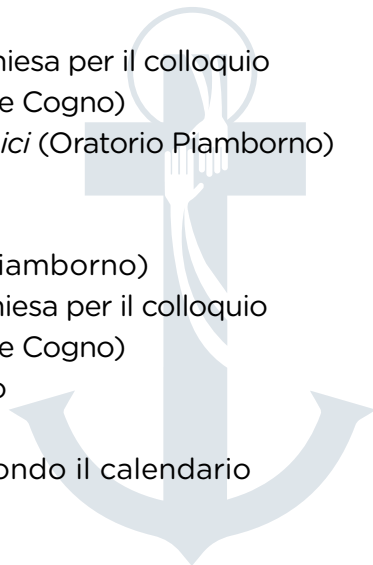 hiesa per il colloquio
e Cogno)
ici (Oratorio Piamborno)
iamborno)
hiesa per il colloquio
e Cogno)
o
ondo il calendario